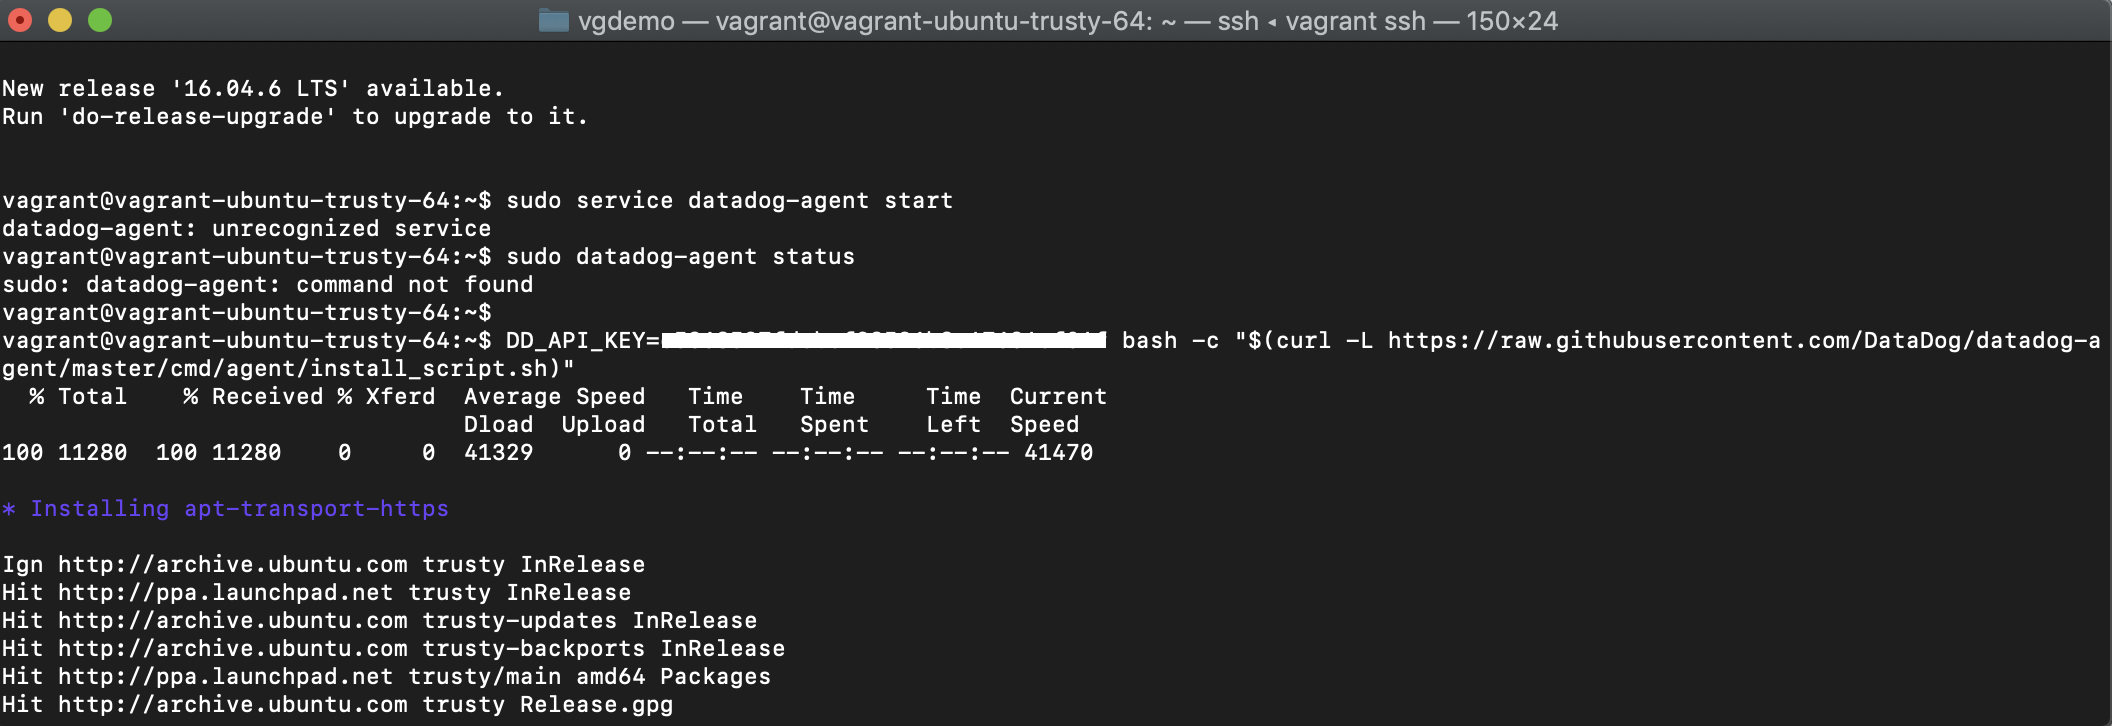 vgdemo — vagrant@vagrant-ubuntu-trusty-64: ~ — ssh ◂ vagrant ssh — 150×24
New release '16.04.6 LTS' available.
Run 'do-release-upgrade' to upgrade to it.
vagrant@vagrant-ubuntu-trusty-64:~$ sudo service datadog-agent start
datadog-agent: unrecognized service
vagrant@vagrant-ubuntu-trusty-64:~$ sudo datadog-agent status
sudo: datadog-agent: command not found
vagrant@vagrant-ubuntu-trusty-64:~$
vagrant@vagrant-ubuntu-trusty-64:~$ DD_API_KEY= bash -c "$(curl -L https://raw.githubusercontent.com/DataDog/datadog-a
gent/master/cmd/agent/install_script.sh)"
% Total % Received % Xferd Average Speed Time Time Time Current
Dload Upload Total Spent Left Speed
100 11280 100 11280 0 0 41329 0 --:--:-- --:--:-- --:--:-- 41470
* Installing apt-transport-https
Ign http://archive.ubuntu.com trusty InRelease
Hit http://ppa.launchpad.net trusty InRelease
Hit http://archive.ubuntu.com trusty-updates InRelease
Hit http://archive.ubuntu.com trusty-backports InRelease
Hit http://ppa.launchpad.net trusty/main amd64 Packages
Hit http://archive.ubuntu.com trusty Release.gpg